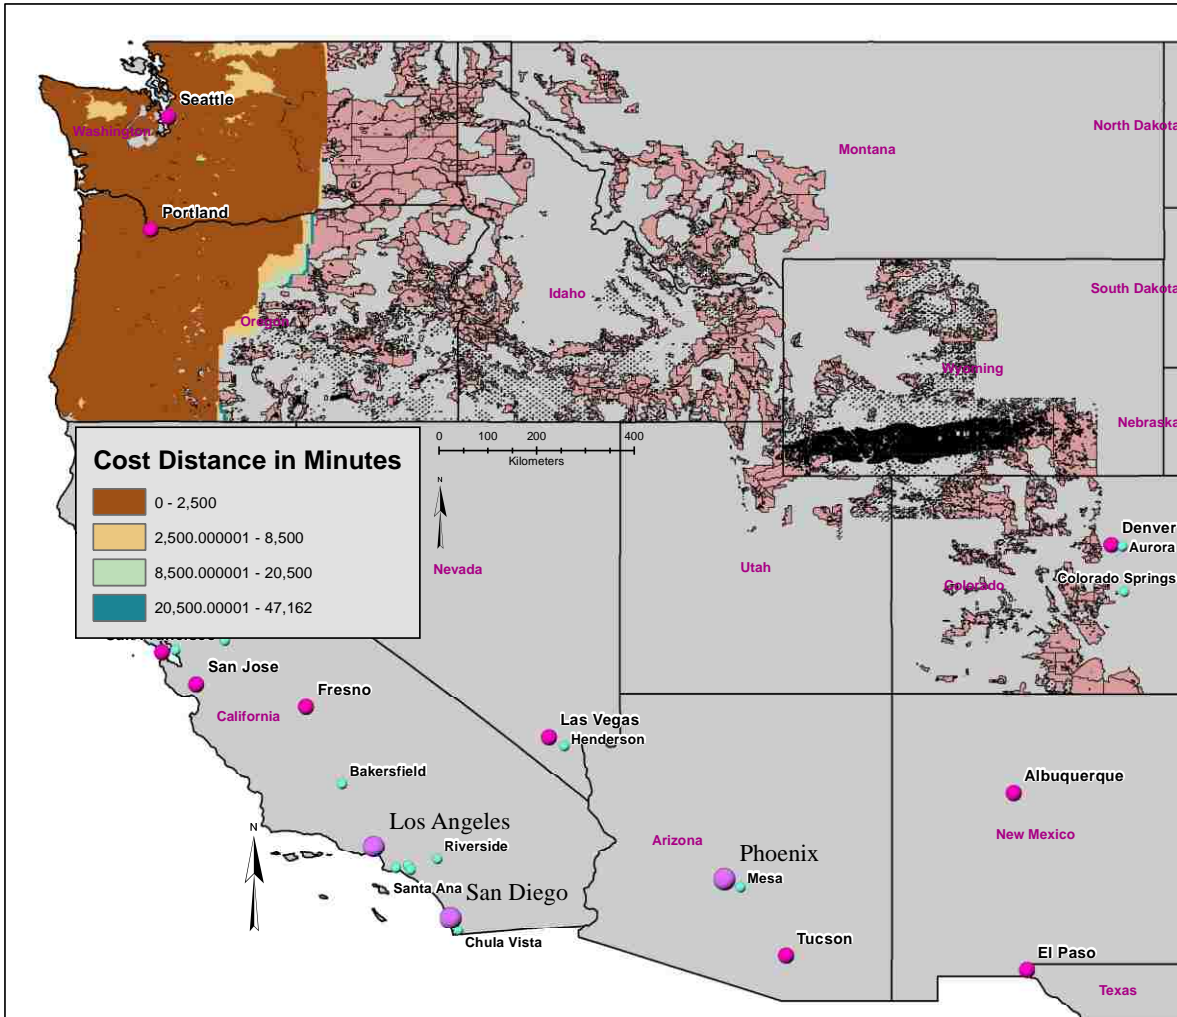 Seattle
Washington
North Dakota
Montana
Portland
Idaho
South Dakota
Oregon
Wyoming
Nebraska
0 100 200 400
Kilometers
N
Cost Distance in Minutes
0 - 2,500
2,500.000001 - 8,500
8,500.000001 - 20,500
20,500.00001 - 47,162
Denver
Aurora
Nevada
Utah
Colorado
Colorado Springs
San Jose
Fresno
California
Las Vegas
Henderson
Bakersfield
Albuquerque
Los Angeles
N
Riverside
Arizona
New Mexico
Phoenix
Mesa
Santa Ana
San Diego
Chula Vista
Tucson
El Paso
Texas